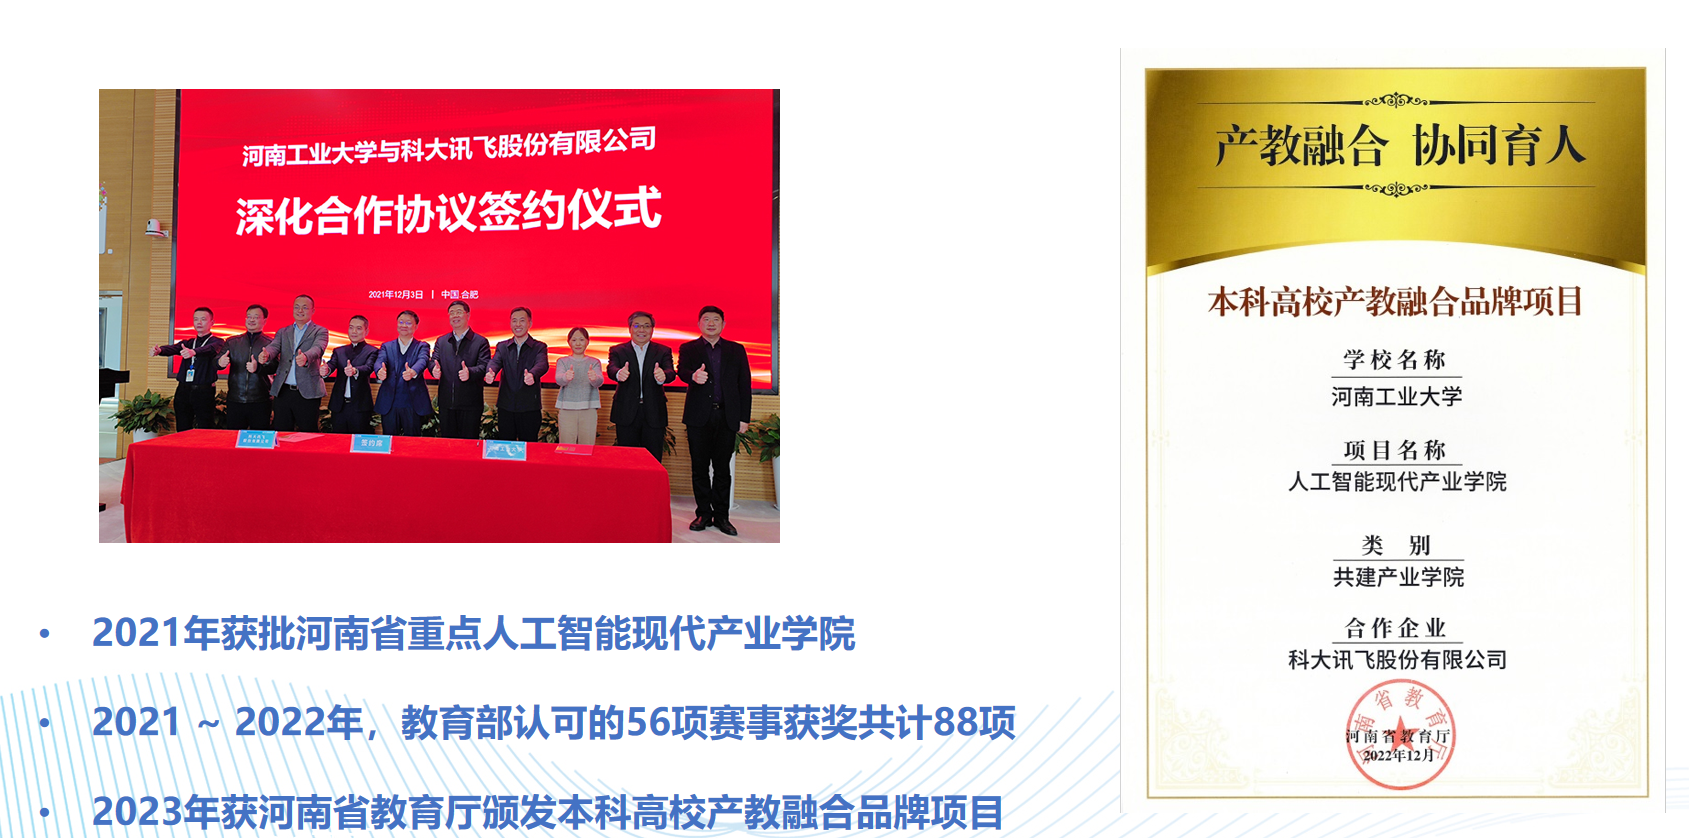 河南工业大学与科大讯飞股份有限公司
深化合作协议签约仪式
2021年12月3日 | 中国.合肥
签约席
• 2021年获批河南省重点人工智能现代产业学院
• 2021 ~ 2022年，教育部认可的56项赛事获奖共计88项
• 2023年获河南省教育厅颁发本科高校产教融合品牌项目
产教融合 协同育人
本科高校产教融合品牌项目
学校名称
河南工业大学
项目名称
人工智能现代产业学院
类 别
共建产业学院
合作企业
科大讯飞股份有限公司
河南省教育厅
河南省教育厅
2022年12月